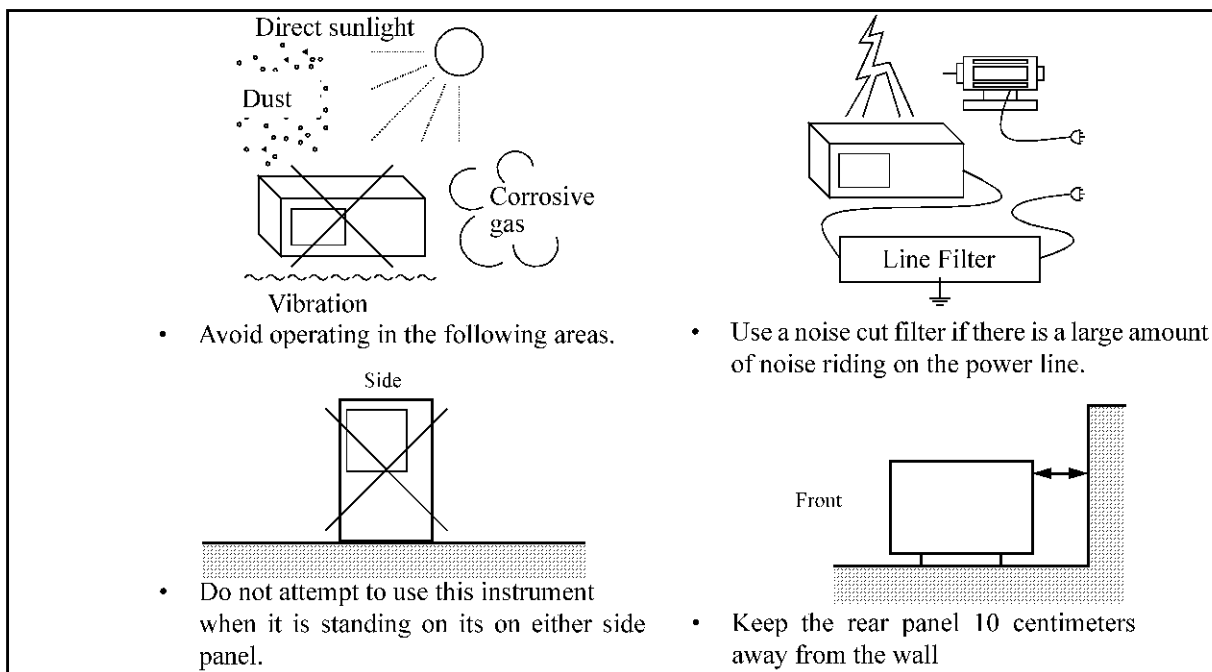 Direct sunlight
Dust
Corrosive
gas
Vibration
• Avoid operating in the following areas.
Line Filter
• Use a noise cut filter if there is a large amount
of noise riding on the power line.
Side
• Do not attempt to use this instrument
when it is standing on its on either side
panel.
Front
• Keep the rear panel 10 centimeters
away from the wall